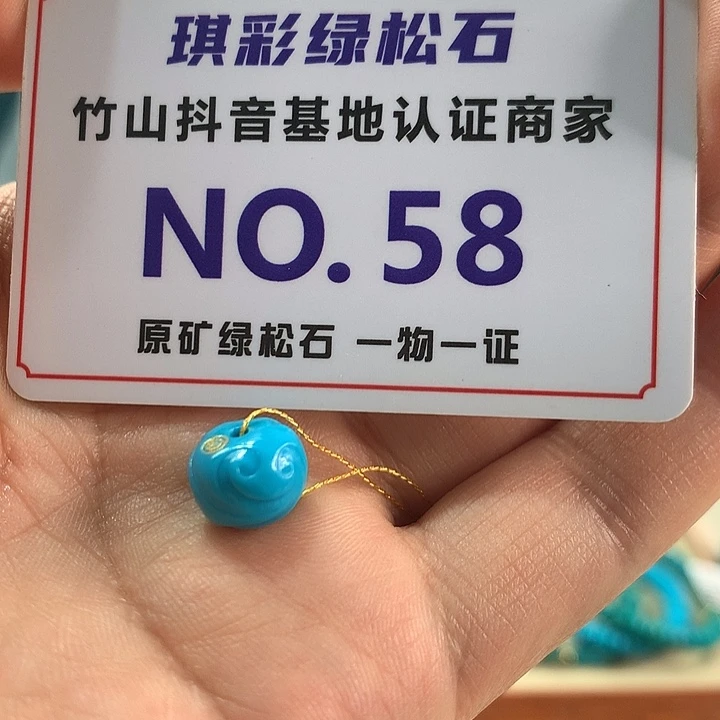 琪彩绿松石
竹山抖音基地认证商家
NO.58
原矿绿松石 一物一证